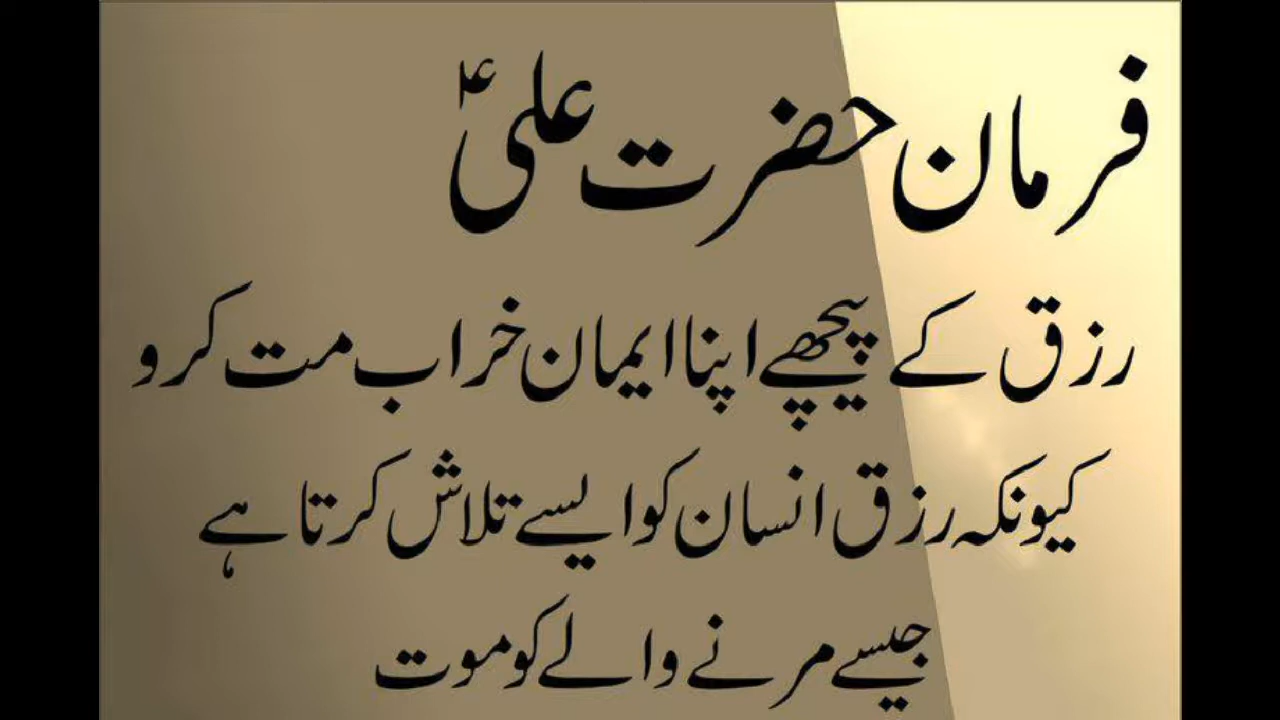 فرمان حضرت علیؑ
رزق کے پیچھے اپنا ایمان خراب مت کرو
کیونکہ رزق انسان کو ایسے تلاش کرتا ہے
جیسے مرنے والے کو موت